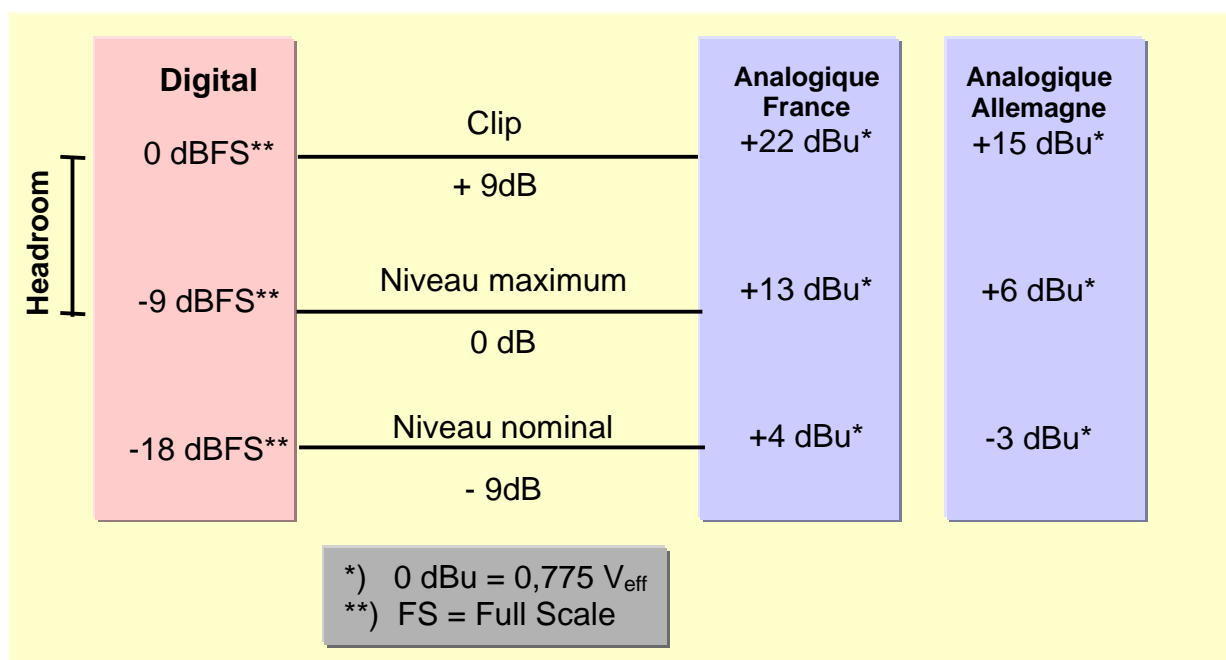 Digital
Analogique
France
Analogique
Allemagne
Clip
0 dBFS**
+22 dBu*
+15 dBu*
+ 9dB
Headroom
Niveau maximum
-9 dBFS**
+13 dBu*
+6 dBu*
0 dB
Niveau nominal
-18 dBFS**
+4 dBu*
-3 dBu*
- 9dB
*) 0 dBu = 0,775 Veff
**) FS = Full Scale